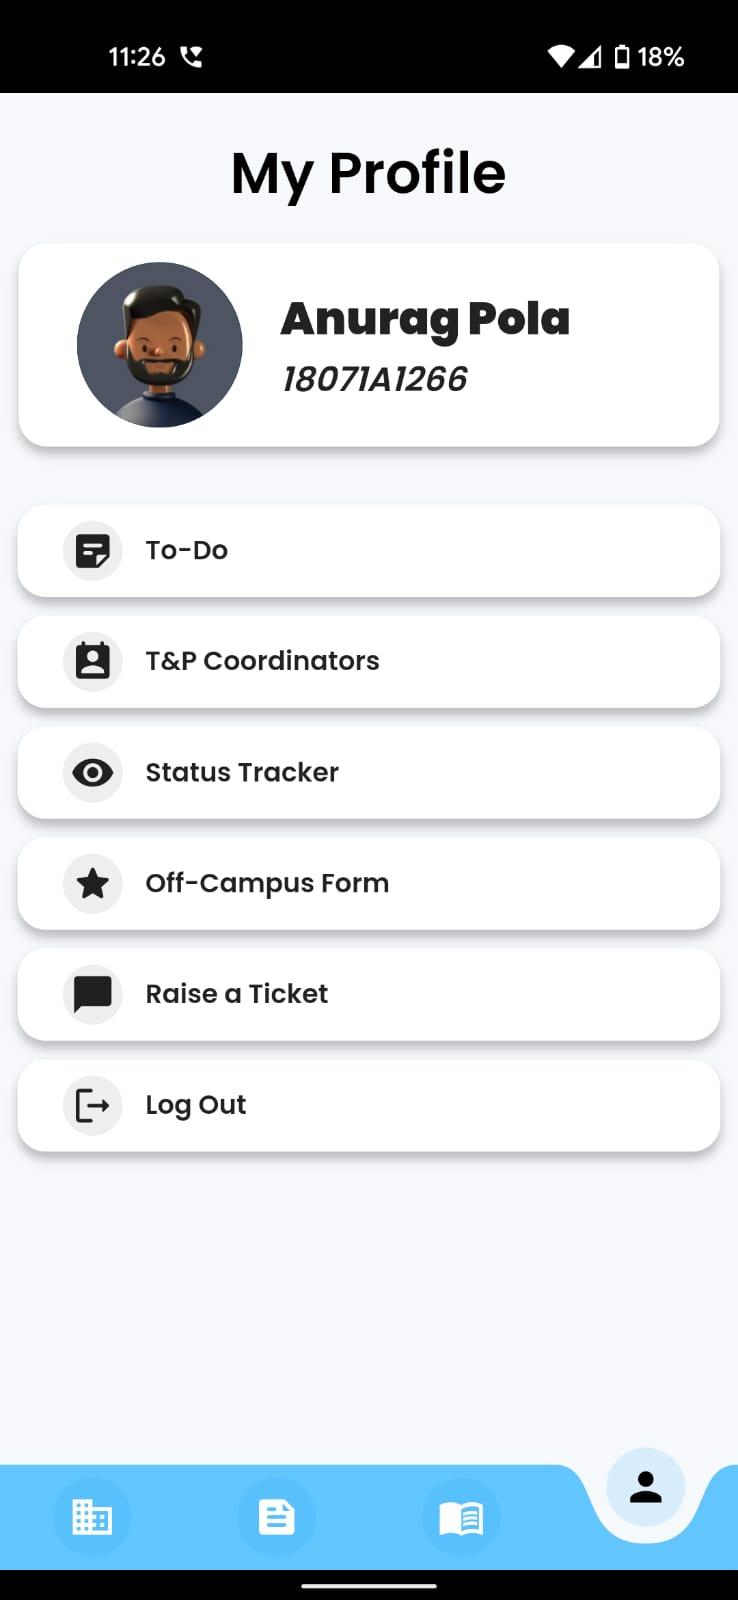 11:26
18%
My Profile
Anurag Pola
18071A1266
To-Do
T&P Coordinators
Status Tracker
Off-Campus Form
Raise a Ticket
Log Out